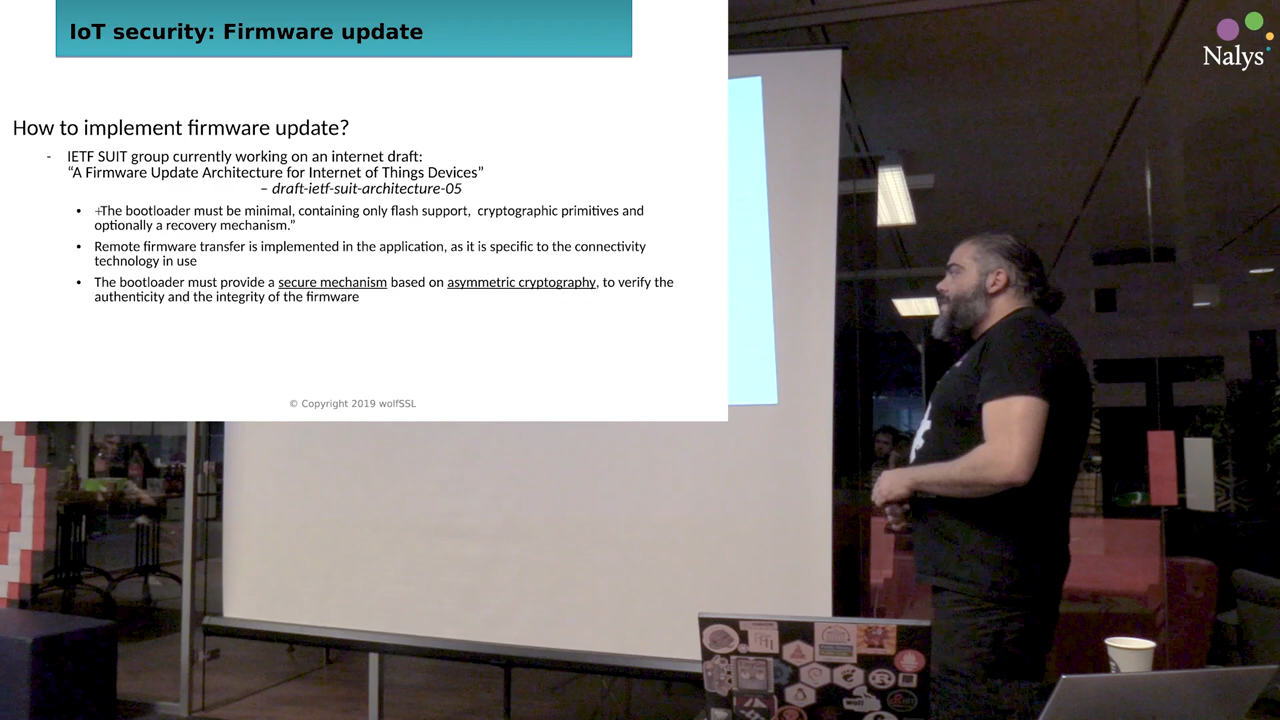 IoT security: Firmware update
Nalys
How to implement firmware update?
- IETF SUIT group currently working on an internet draft:
“A Firmware Update Architecture for Internet of Things Devices”
– draft-ietf-suit-architecture-05
• +The bootloader must be minimal, containing only flash support, cryptographic primitives and
optionally a recovery mechanism.”
• Remote firmware transfer is implemented in the application, as it is specific to the connectivity
technology in use
• The bootloader must provide a secure mechanism based on asymmetric cryptography, to verify the
authenticity and the integrity of the firmware
© Copyright 2019 wolfSSL
wolf